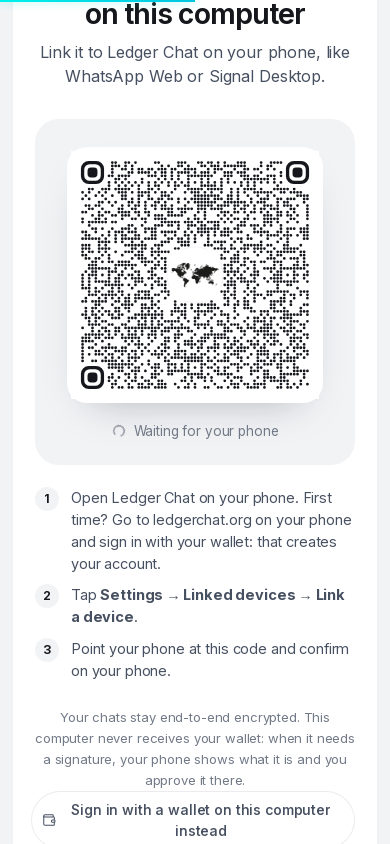 on this computer
Link it to Ledger Chat on your phone, like
WhatsApp Web or Signal Desktop.
Waiting for your phone
1 Open Ledger Chat on your phone. First
time? Go to ledgerchat.org on your phone
and sign in with your wallet: that creates
your account.
2 Tap Settings → Linked devices → Link
a device.
3 Point your phone at this code and confirm
on your phone.
Your chats stay end-to-end encrypted. This
computer never receives your wallet: when it needs
a signature, your phone shows what it is and you
approve it there.
Sign in with a wallet on this computer
instead